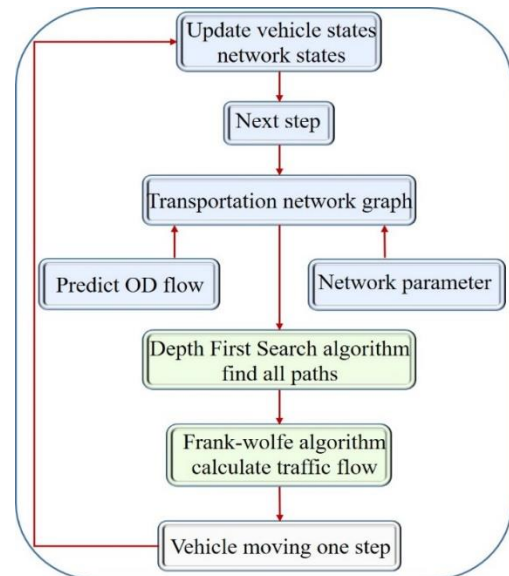 Update vehicle states
network states
Next step
Transportation network graph
Predict OD flow
Network parameter
Depth First Search algorithm
find all paths
Frank-wolfe algorithm
calculate traffic flow
Vehicle moving one step